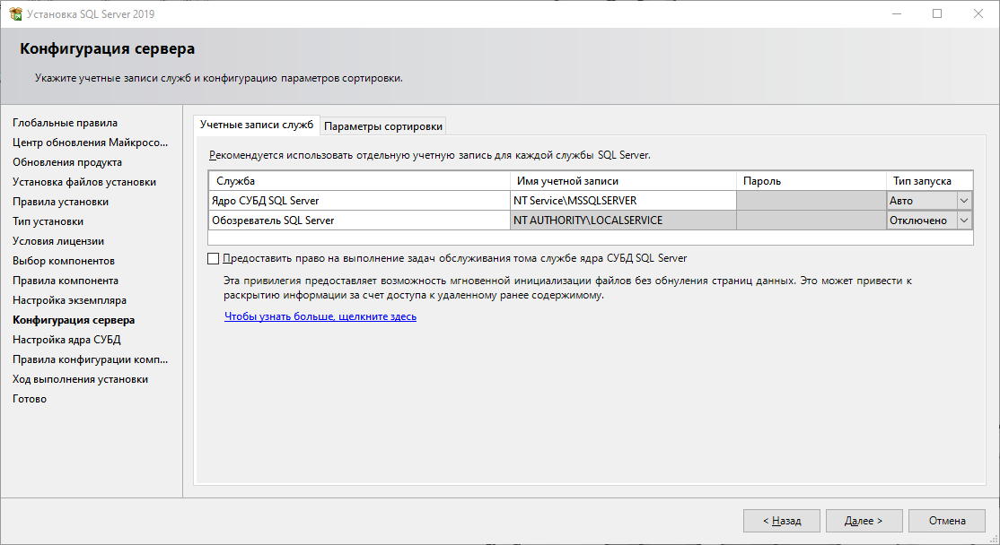 Установка SQL Server 2019
Конфигурация сервера
Укажите учетные записи служб и конфигурацию параметров сортировки.
Глобальные правила
Центр обновления Майкросо...
Обновления продукта
Установка файлов установки
Правила установки
Тип установки
Условия лицензии
Выбор компонентов
Правила компонента
Настройка экземпляра
Конфигурация сервера
Настройка ядра СУБД
Правила конфигурации комп...
Ход выполнения установки
Готово
Учетные записи служб Параметры сортировки
Рекомендуется использовать отдельную учетную запись для каждой службы SQL Server.
Служба Имя учетной записи Пароль Тип запуска
Ядро СУБД SQL Server NT Service\MSSQLSERVER Авто
Обозреватель SQL Server NT AUTHORITY\LOCALSERVICE Отключено
Предоставить право на выполнение задач обслуживания тома службе ядра СУБД SQL Server
Эта привилегия предоставляет возможность мгновенной инициализации файлов без обнуления страниц данных. Это может привести к
раскрытию информации за счет доступа к удаленному ранее содержимому.
Чтобы узнать больше, щелкните здесь
< Назад Далее > Отмена